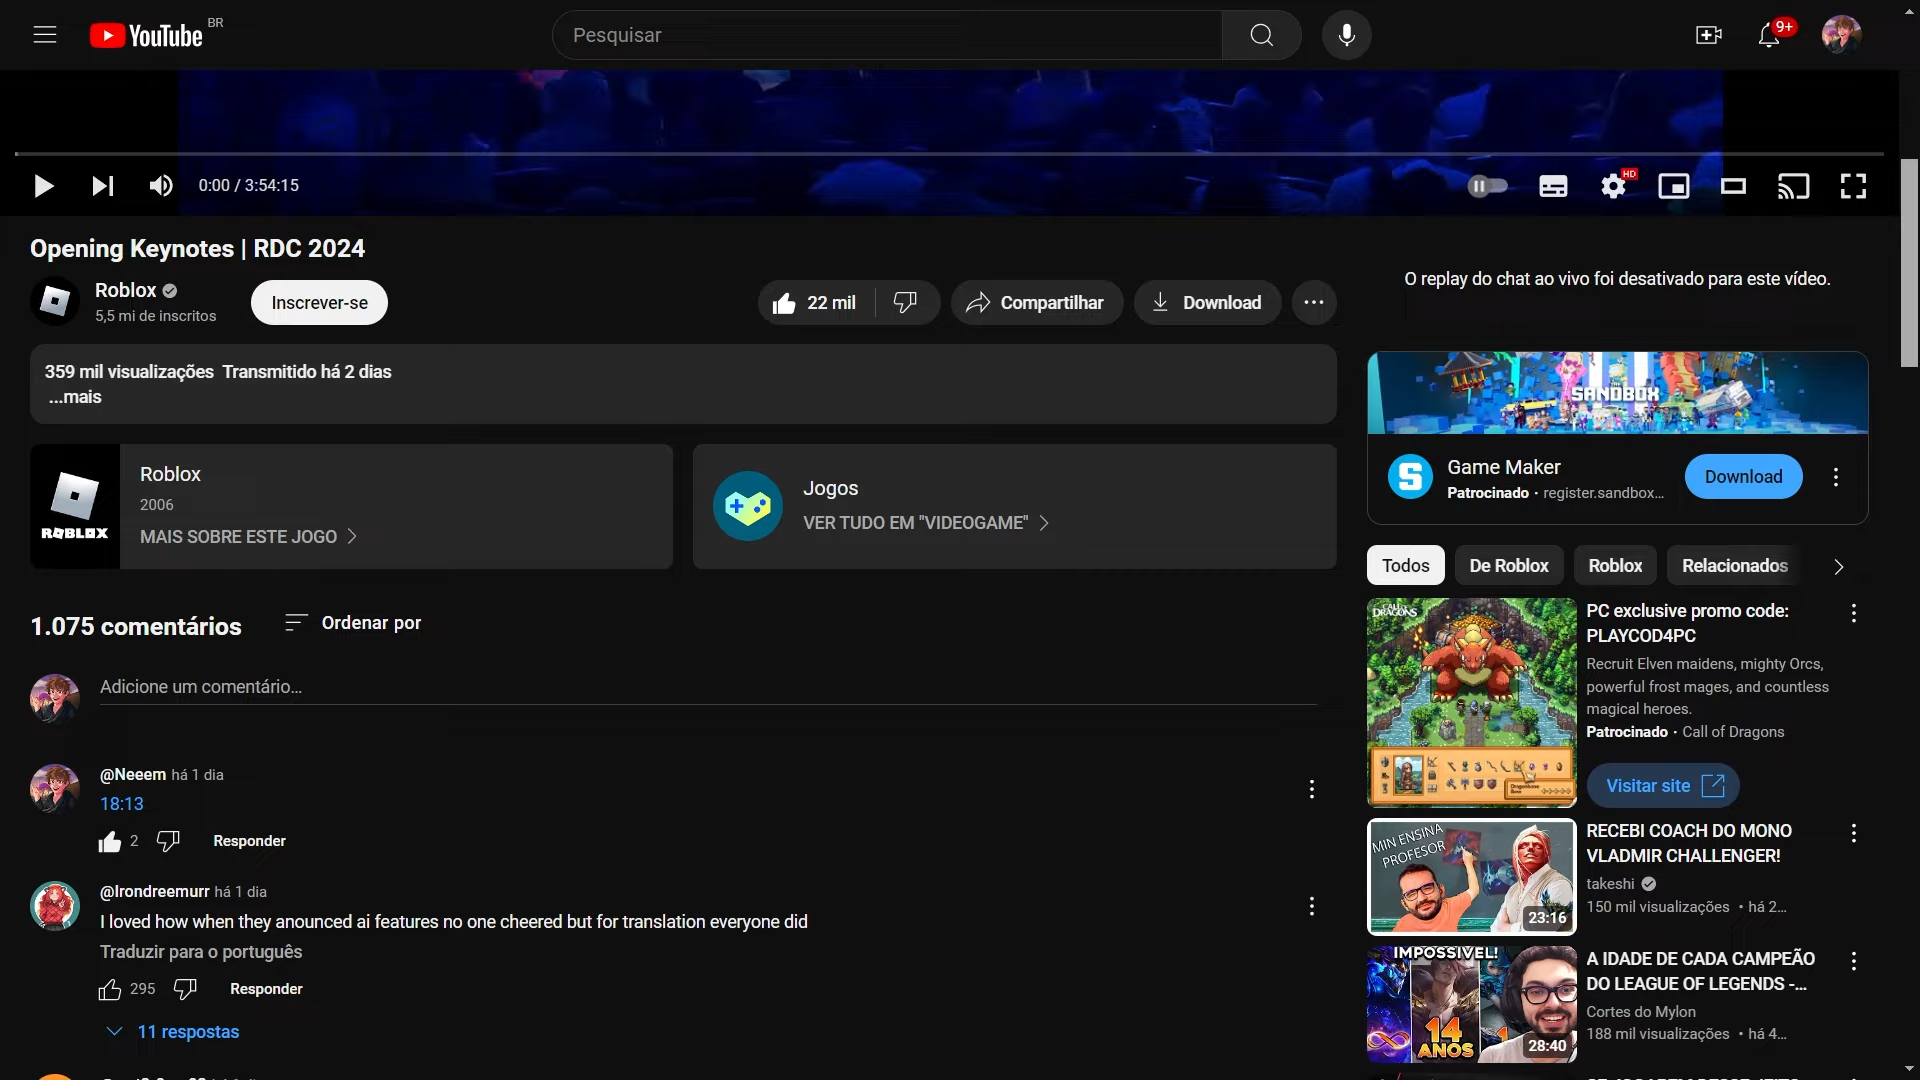 YouTube BR
Pesquisar
9+
0:00 / 3:54:15
HD
Opening Keynotes | RDC 2024
Roblox
5,5 mi de inscritos
Inscrever-se
22 mil
Compartilhar
Download
359 mil visualizações Transmitido há 2 dias
...mais
ROBLOX
Roblox
2006
MAIS SOBRE ESTE JOGO
Jogos
VER TUDO EM "VIDEOGAME"
1.075 comentários
Ordenar por
Adicione um comentário...
@Neeem há 1 dia
18:13
2
Responder
@Irondreemurr há 1 dia
I loved how when they anounced ai features no one cheered but for translation everyone did
Traduzir para o português
295
Responder
11 respostas
O replay do chat ao vivo foi desativado para este vídeo.
SANDBOX
S
Game Maker
Patrocinado · register.sandbox...
Download
Todos
De Roblox
Roblox
Relacionados
CALL OF DRAGONS
PC exclusive promo code:
PLAYCOD4PC
Recruit Elven maidens, mighty Orcs,
powerful frost mages, and countless
magical heroes.
Patrocinado · Call of Dragons
Visitar site
MIN ENSINA
PROFESOR
23:16
RECEBI COACH DO MONO
VLADMIR CHALLENGER!
takeshi
150 mil visualizações • há 2...
IMPOSSIVEL!
14
ANOS
28:40
A IDADE DE CADA CAMPEÃO
DO LEAGUE OF LEGENDS -...
Cortes do Mylon
188 mil visualizações • há 4...